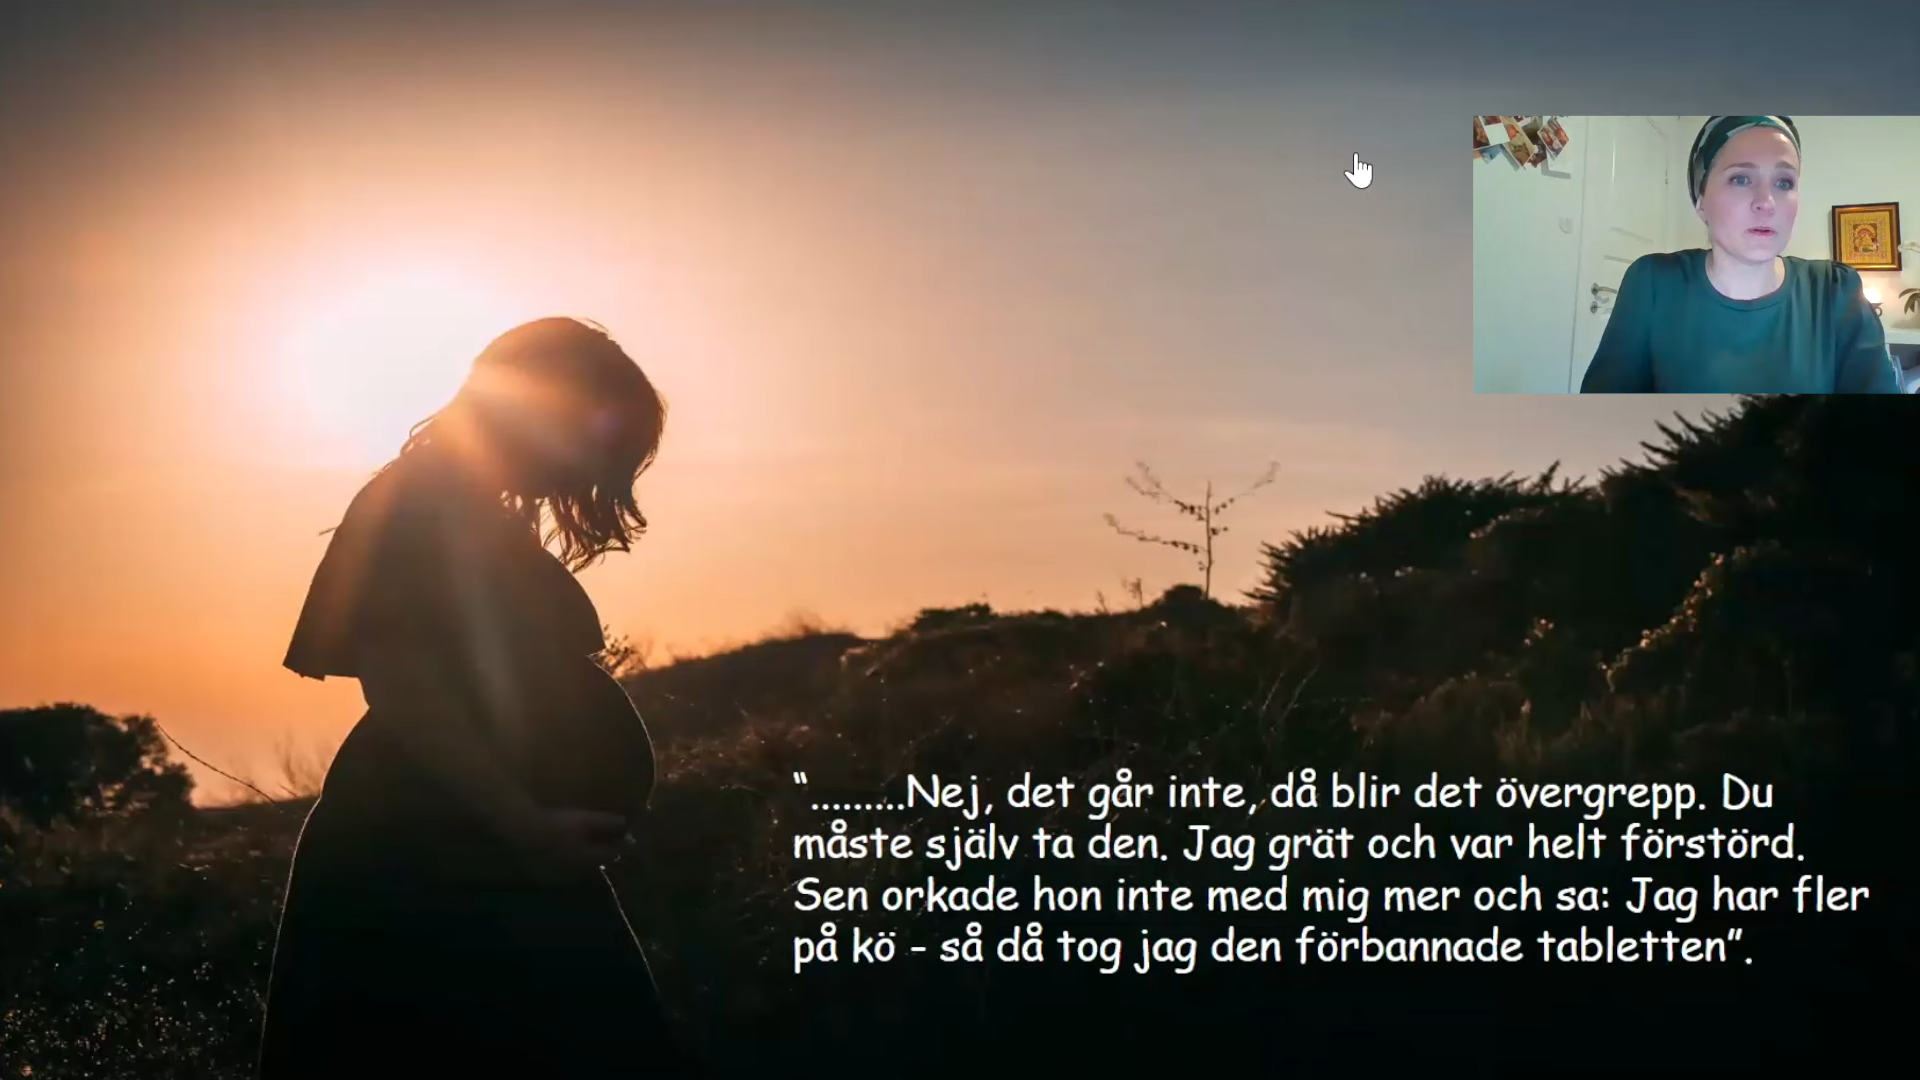 “.........Nej, det går inte, då blir det övergrepp. Du
måste själv ta den. Jag grät och var helt förstörd.
Sen orkade hon inte med mig mer och sa: Jag har fler
på kö - så då tog jag den förbannade tabletten”.